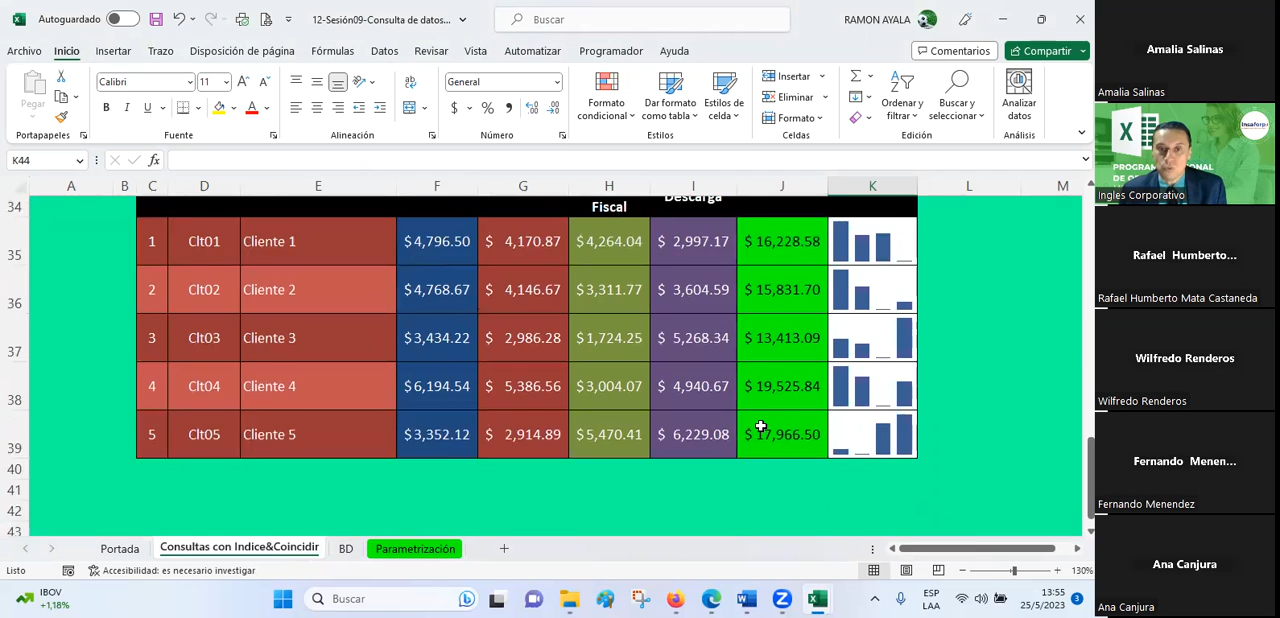 Autoguardado 12-Sesión09-Consulta de datos... Buscar RAMON AYALA
Archivo Inicio Insertar Trazo Disposición de página Fórmulas Datos Revisar Vista Automatizar Programador Ayuda Comentarios Compartir
Pegar
Calibri 11
N K S
General
$ % 9
Formato condicional
Dar formato como tabla
Estilos de celda
Insertar
Eliminar
Formato
Ordenar y filtrar
Buscar y seleccionar
Analizar datos
Portapapeles Fuente Alineación Número Estilos Celdas Edición Análisis
K44 fx
A B C D E F G H I J K L M
34 Fiscal Descarga
35 1 Clt01 Cliente 1 $4,796.50 $ 4,170.87 $4,264.04 $ 2,997.17 $ 16,228.58
36 2 Clt02 Cliente 2 $4,768.67 $ 4,146.67 $3,311.77 $ 3,604.59 $ 15,831.70
37 3 Clt03 Cliente 3 $3,434.22 $ 2,986.28 $1,724.25 $ 5,268.34 $ 13,413.09
38 4 Clt04 Cliente 4 $6,194.54 $ 5,386.56 $3,004.07 $ 4,940.67 $ 19,525.84
39 5 Clt05 Cliente 5 $3,352.12 $ 2,914.89 $5,470.41 $ 6,229.08 $ 17,966.50
40
41
42
43
Portada Consultas con Indice&Coincidir BD Parametrización
Listo Accesibilidad: es necesario investigar 130%
IBOV
+1,18%
Buscar
ESP
LAA
13:55
25/5/2023
3
Amalia Salinas
Amalia Salinas
Insaforp
Ingles Corporativo
Rafael Humberto...
Rafael Humberto Mata Castaneda
Wilfredo Renderos
Wilfredo Renderos
Fernando Menen...
Fernando Menendez
Ana Canjura
Ana Canjura